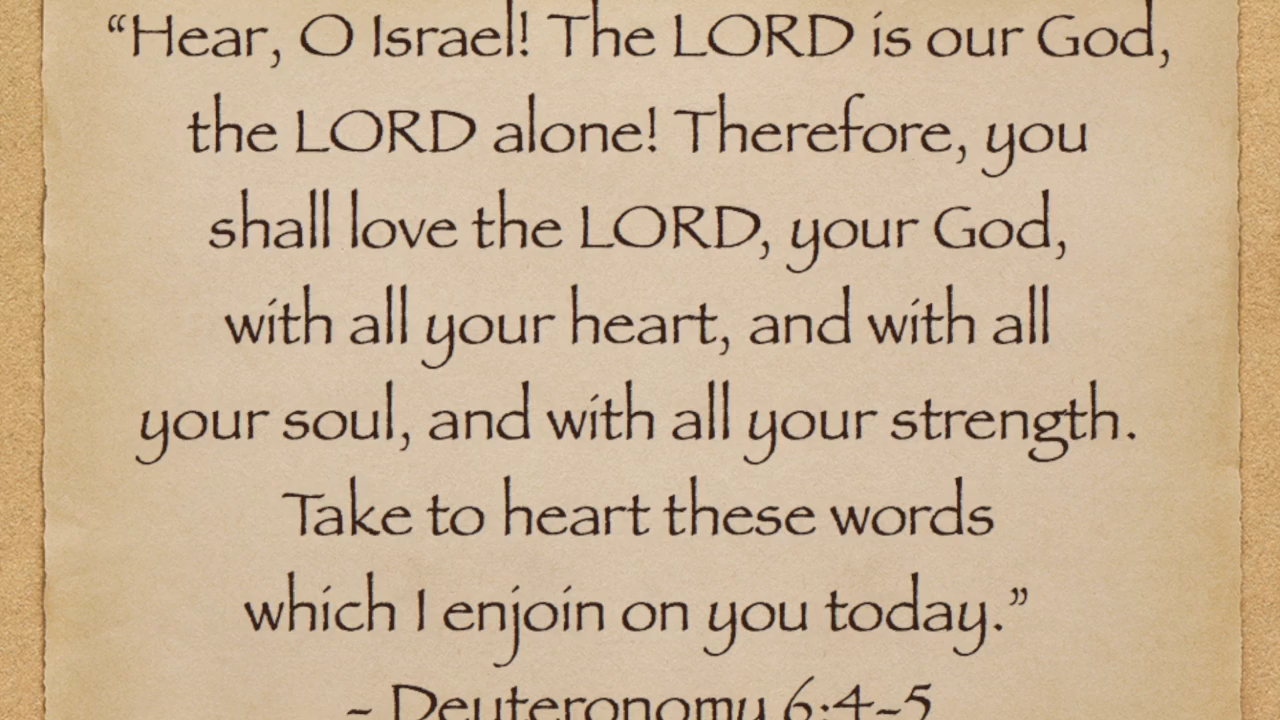 “Hear, O Israel! The LORD is our God,
the LORD alone! Therefore, you
shall love the LORD, your God,
with all your heart, and with all
your soul, and with all your strength.
Take to heart these words
which I enjoin on you today.”
- Deuteronomy 6:4-5